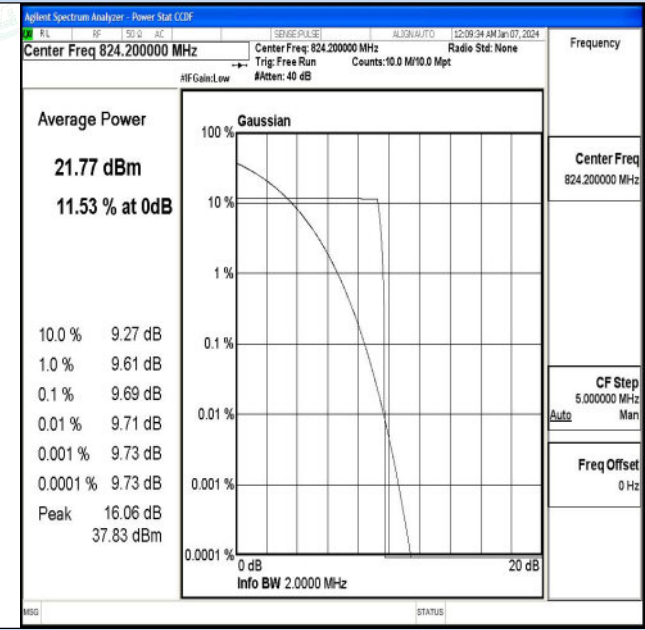 Agilent Spectrum Analyzer - Power Stat CCDF
RL RF 50 Ω AC SENSE:PULSE ALIGNAUTO 12:09:34 AM Jan 07, 2024
Center Freq 824.200000 MHz
Center Freq: 824.200000 MHz Radio Std: None
Trig: Free Run Counts:10.0 M/10.0 Mpt
#IFGain:Low #Atten: 40 dB
Frequency
Average Power
21.77 dBm
11.53 % at 0dB
10.0 % 9.27 dB
1.0 % 9.61 dB
0.1 % 9.69 dB
0.01 % 9.71 dB
0.001 % 9.73 dB
0.0001 % 9.73 dB
Peak 16.06 dB
37.83 dBm
Gaussian
100 %
10 %
1 %
0.1 %
0.01 %
0.001 %
0.0001 %
0 dB 20 dB
Info BW 2.0000 MHz
Center Freq
824.200000 MHz
CF Step
5.000000 MHz
Auto Man
Freq Offset
0 Hz
MSG STATUS